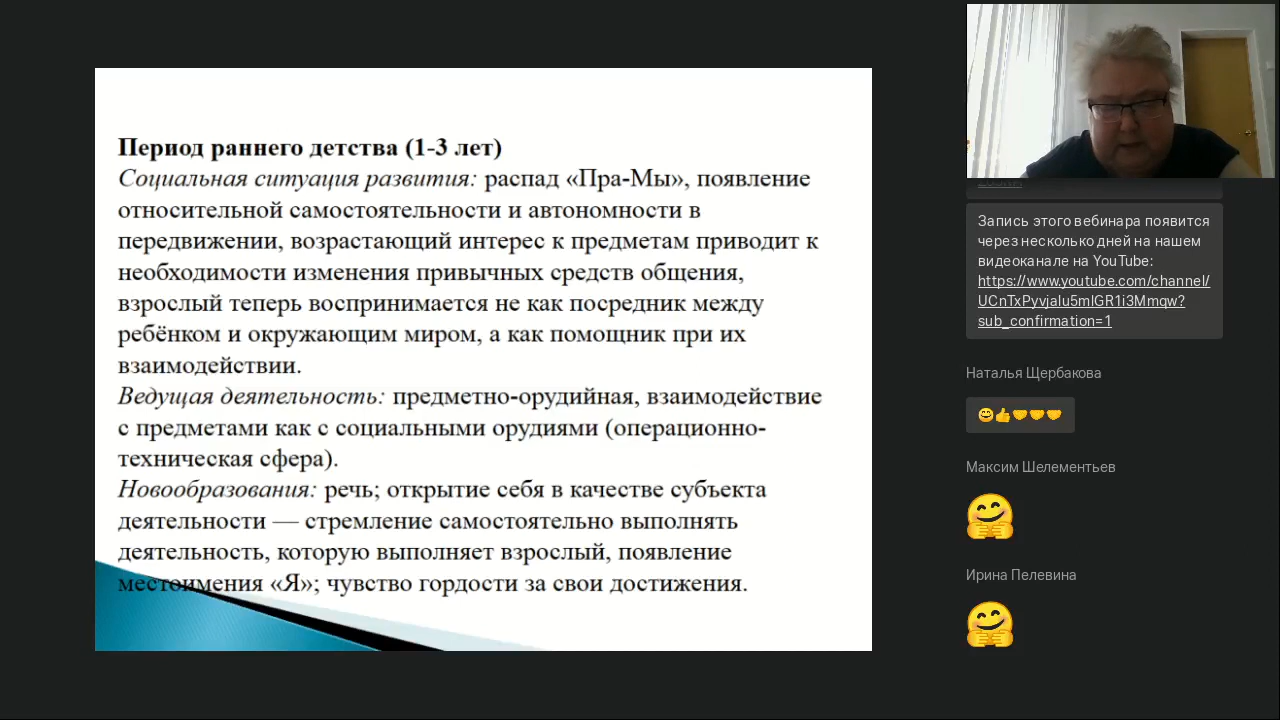 Период раннего детства (1-3 лет)
Социальная ситуация развития: распад «Пра-Мы», появление
относительной самостоятельности и автономности в
передвижении, возрастающий интерес к предметам приводит к
необходимости изменения привычных средств общения,
взрослый теперь воспринимается не как посредник между
ребёнком и окружающим миром, а как помощник при их
взаимодействии.
Ведущая деятельность: предметно-орудийная, взаимодействие
с предметами как с социальными орудиями (операционно-
техническая сфера).
Новообразования: речь; открытие себя в качестве субъекта
деятельности — стремление самостоятельно выполнять
деятельность, которую выполняет взрослый, появление
местоимения «Я»; чувство гордости за свои достижения.
Запись этого вебинара появится
через несколько дней на нашем
видеоканале на YouTube:
https://www.youtube.com/channel/
UCnTxPyvjalu5mIGR1i3Mmqw?
sub_confirmation=1
Наталья Щербакова
😊👍🤝🤝🤝
Максим Шелементьев
🤗
Ирина Пелевина
🤗